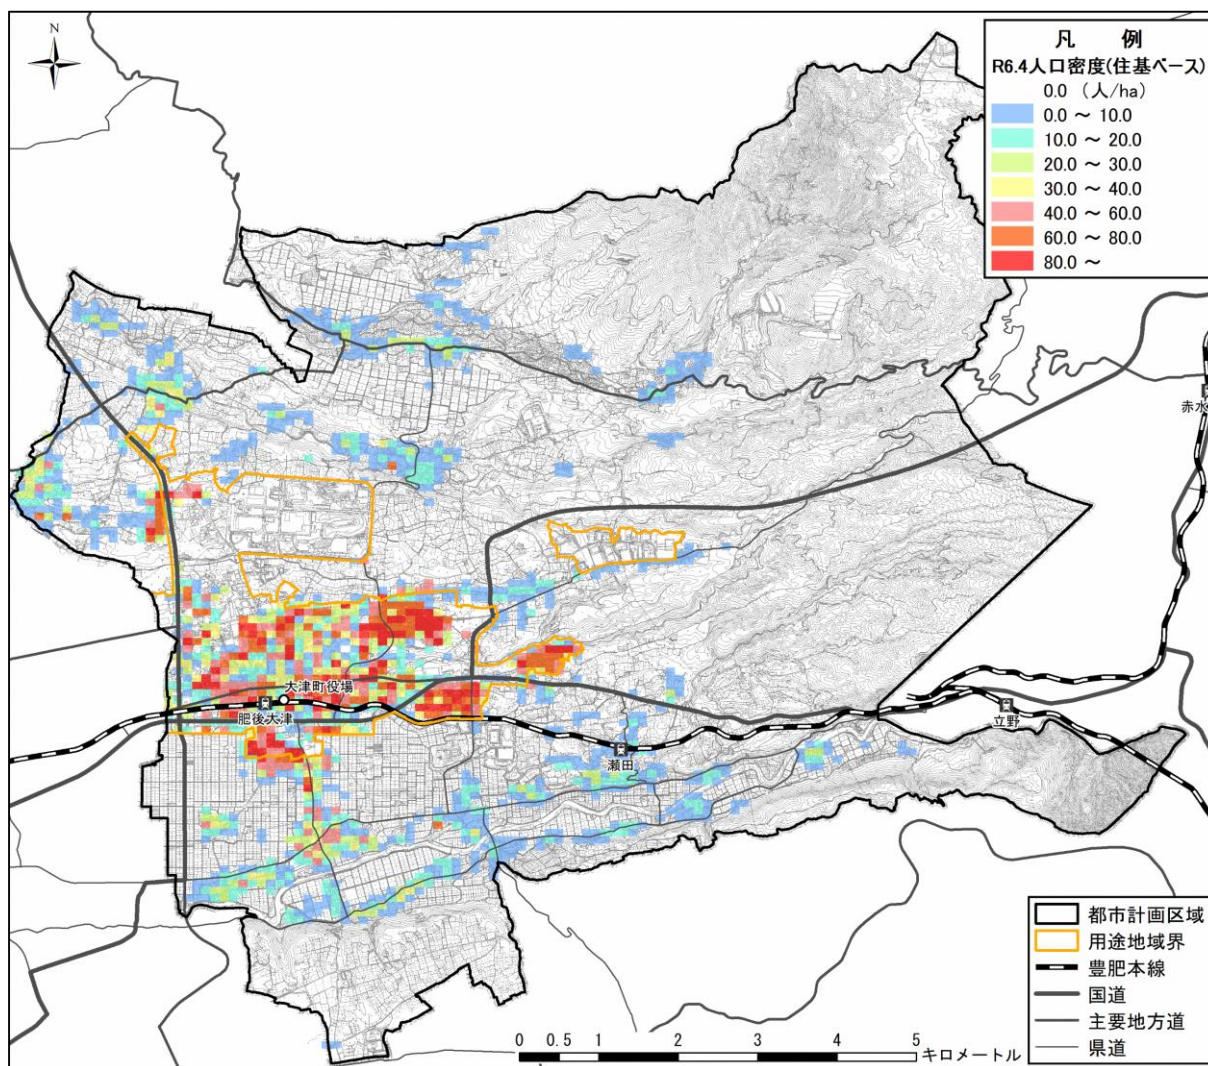 N
凡 例
R6.4人口密度(住基ベース)
0.0 (人/ha)
0.0 ～ 10.0
10.0 ～ 20.0
20.0 ～ 30.0
30.0 ～ 40.0
40.0 ～ 60.0
60.0 ～ 80.0
80.0 ～
赤水
大津町役場
肥後大津
立野
瀬田
都市計画区域
用途地域界
豊肥本線
国道
主要地方道
県道
0 0.5 1 2 3 4 5
キロメートル